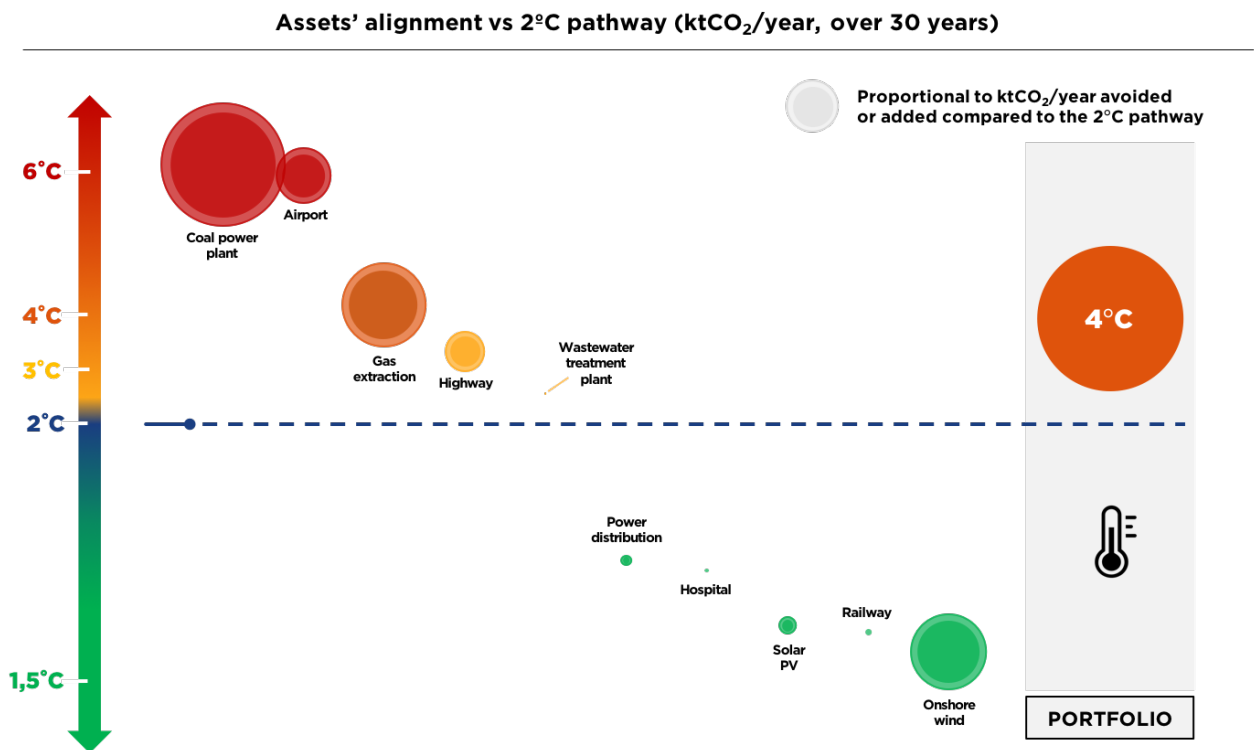 Assets’ alignment vs 2ºC pathway (ktCO₂/year, over 30 years)
Proportional to ktCO₂/year avoided
or added compared to the 2°C pathway
6°C
Airport
Coal power
plant
4°C
4°C
3°C
Gas
extraction
Highway
Wastewater
treatment
plant
2°C
Power
distribution
Hospital
Railway
Solar
PV
1,5°C
Onshore
wind
PORTFOLIO